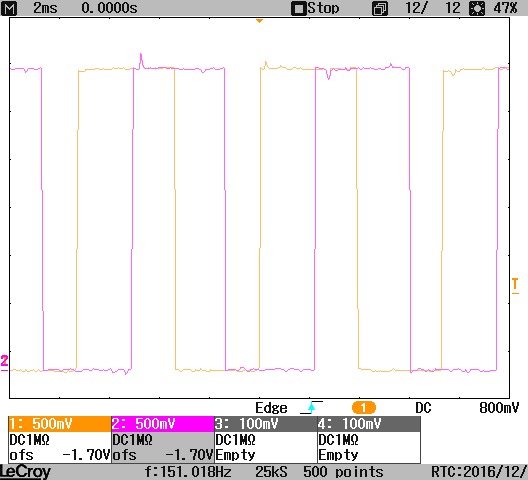 M 2ms 0.0000s Stop 12/ 12 47%
T
2
Edge 1 DC 800mV
1: 500mV 2: 500mV 3: 100mV 4: 100mV
DC1MΩ DC1MΩ DC1MΩ DC1MΩ
ofs -1.70V ofs -1.70V Empty Empty
LeCroy f:151.018Hz 25kS 500 points RTC:2016/12/